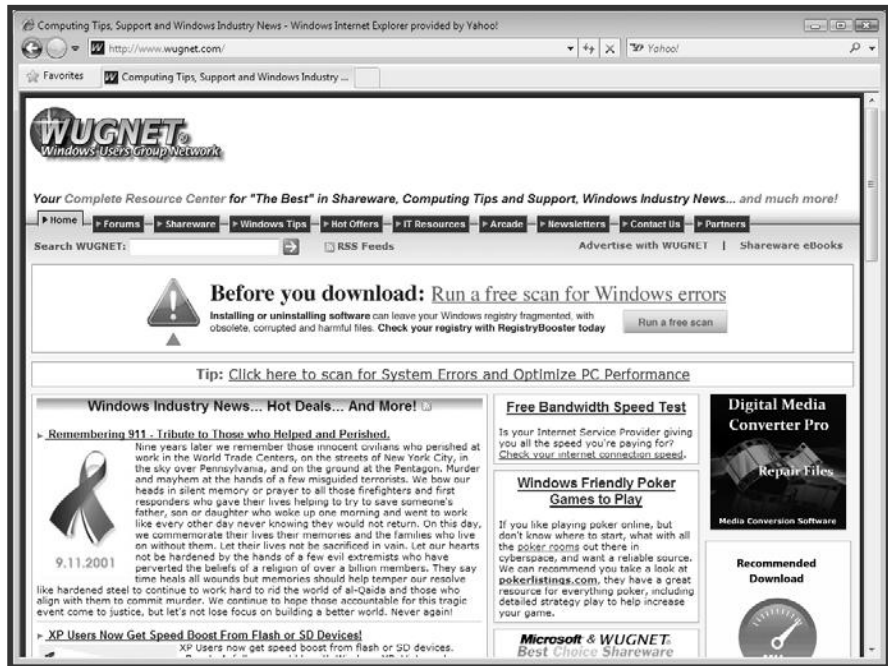 Computing Tips, Support and Windows Industry News - Windows Internet Explorer provided by Yahoo!
http://www.wugnet.com/
Yahoo!
Favorites
Computing Tips, Support and Windows Industry ...
WUGNET
Windows Users Group Network
Your Complete Resource Center for "The Best" in Shareware, Computing Tips and Support, Windows Industry News... and much more!
Home Forums Shareware Windows Tips Hot Offers IT Resources Arcade Newsletters Contact Us Partners
Search WUGNET: RSS Feeds Advertise with WUGNET | Shareware eBooks
Before you download: Run a free scan for Windows errors
Installing or uninstalling software can leave your Windows registry fragmented, with
obsolete, corrupted and harmful files. Check your registry with RegistryBooster today
Run a free scan
Tip: Click here to scan for System Errors and Optimize PC Performance
Windows Industry News... Hot Deals... And More!
Remembering 911 - Tribute to Those who Helped and Perished.
Nine years later we remember those innocent civilians who perished at
work in the World Trade Centers, on the streets of New York City, in
the sky over Pennsylvania, and on the ground at the Pentagon. Murder
and mayhem at the hands of a few misguided terrorists. We bow our
heads in silent memory or prayer to all those firefighters and first
responders who gave their lives helping to try to save someone's
father, son or daughter who woke up one morning and went to work
like every other day never knowing they would not return. On this day,
we commemorate their lives their memories and the families who live
on without them. Let their lives not be sacrificed in vain. Let our hearts
not be hardened by the hands of a few evil extremists who have
perverted the beliefs of a religion of over a billion members. They say
time heals all wounds but memories should help temper our resolve
9.11.2001
like hardened steel to continue to work hard to rid the world of al-Qaida and those who
align with them to commit murder. We continue to hope those accountable for this tragic
event come to justice, but let's not lose focus on building a better world. Never again!
XP Users Now Get Speed Boost From Flash or SD Devices!
XP Users now get speed boost from flash or SD devices.
Free Bandwidth Speed Test
Is your Internet Service Provider giving
you all the speed you're paying for?
Check your internet connection speed.
Windows Friendly Poker
Games to Play
If you like playing poker online, but
don't know where to start, what with all
the poker rooms out there in
cyberspace, and want a reliable source.
We can recommend you take a look at
pokerlistings.com, they have a great
resource for everything poker, including
detailed strategy play to help increase
your game.
Microsoft & WUGNET
Best Choice Shareware
Digital Media
Converter Pro
Repair Files
Media Conversion Software
Recommended
Download